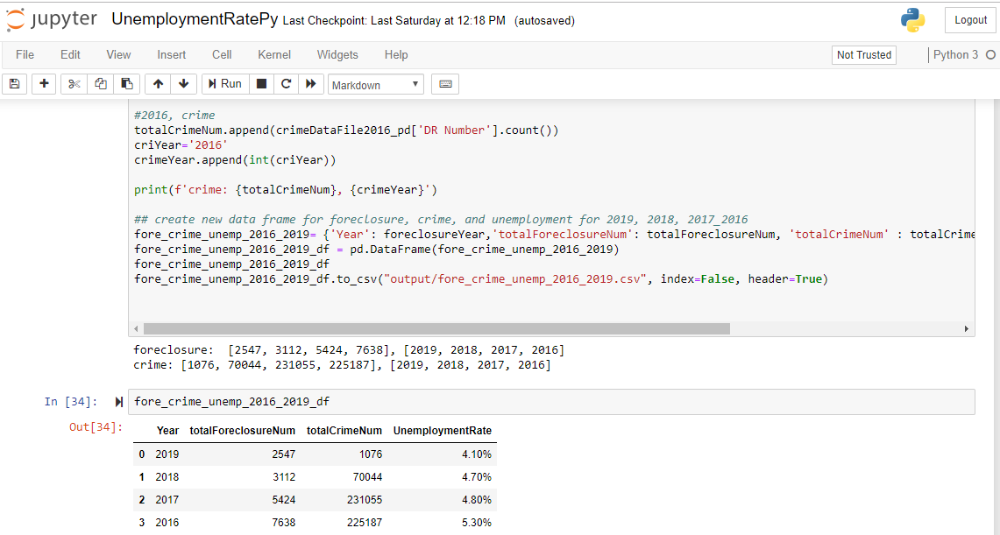 jupyter UnemploymentRatePy Last Checkpoint: Last Saturday at 12:18 PM (autosaved) Logout
File Edit View Insert Cell Kernel Widgets Help Not Trusted Python 3
Run Markdown
#2016, crime
totalCrimeNum.append(crimeDataFile2016_pd['DR Number'].count())
criYear='2016'
crimeYear.append(int(criYear))
print(f'crime: {totalCrimeNum}, {crimeYear}')
## create new data frame for foreclosure, crime, and unemployment for 2019, 2018, 2017_2016
fore_crime_unemp_2016_2019= {'Year': foreclosureYear,'totalForeclosureNum': totalForeclosureNum, 'totalCrimeNum' : totalCrime
fore_crime_unemp_2016_2019_df = pd.DataFrame(fore_crime_unemp_2016_2019)
fore_crime_unemp_2016_2019_df
fore_crime_unemp_2016_2019_df.to_csv("output/fore_crime_unemp_2016_2019.csv", index=False, header=True)
foreclosure:  [2547, 3112, 5424, 7638], [2019, 2018, 2017, 2016]
crime: [1076, 70044, 231055, 225187], [2019, 2018, 2017, 2016]
In [34]: fore_crime_unemp_2016_2019_df
Out[34]:
Year totalForeclosureNum totalCrimeNum UnemploymentRate
0 2019 2547 1076 4.10%
1 2018 3112 70044 4.70%
2 2017 5424 231055 4.80%
3 2016 7638 225187 5.30%